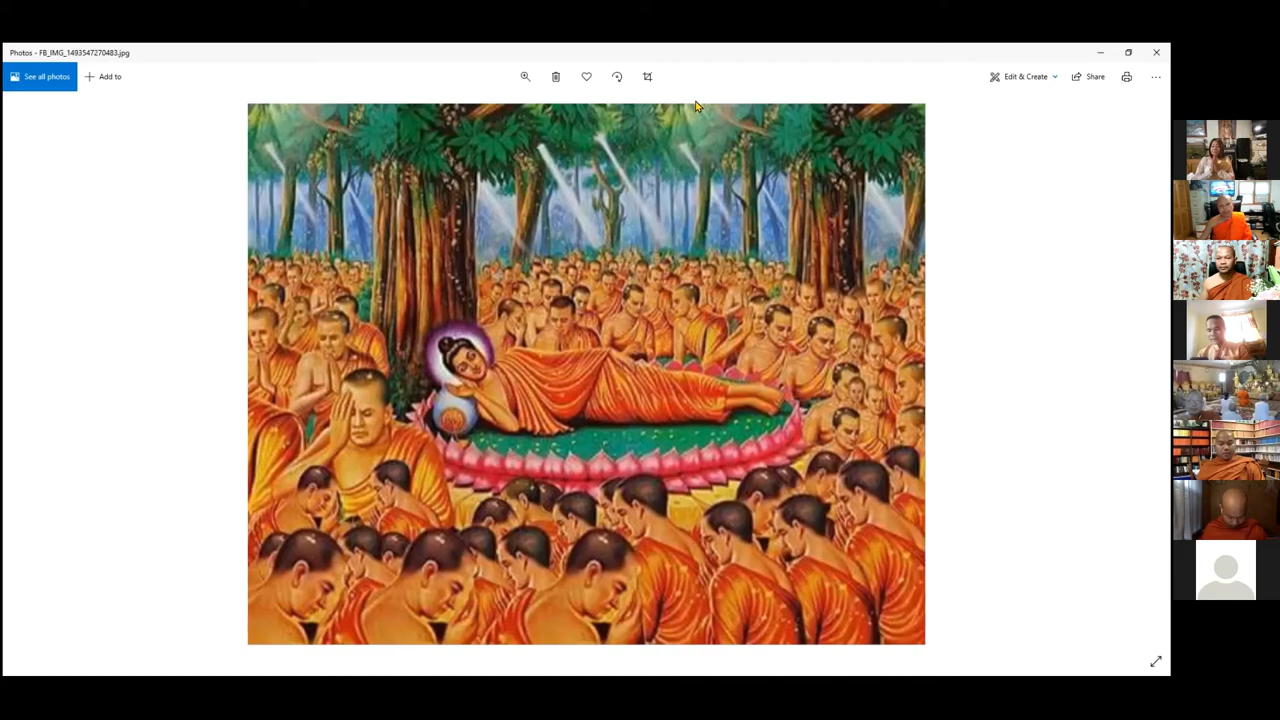 Photos - FB_IMG_1493547270483.jpg
See all photos
Add to
Edit & Create
Share